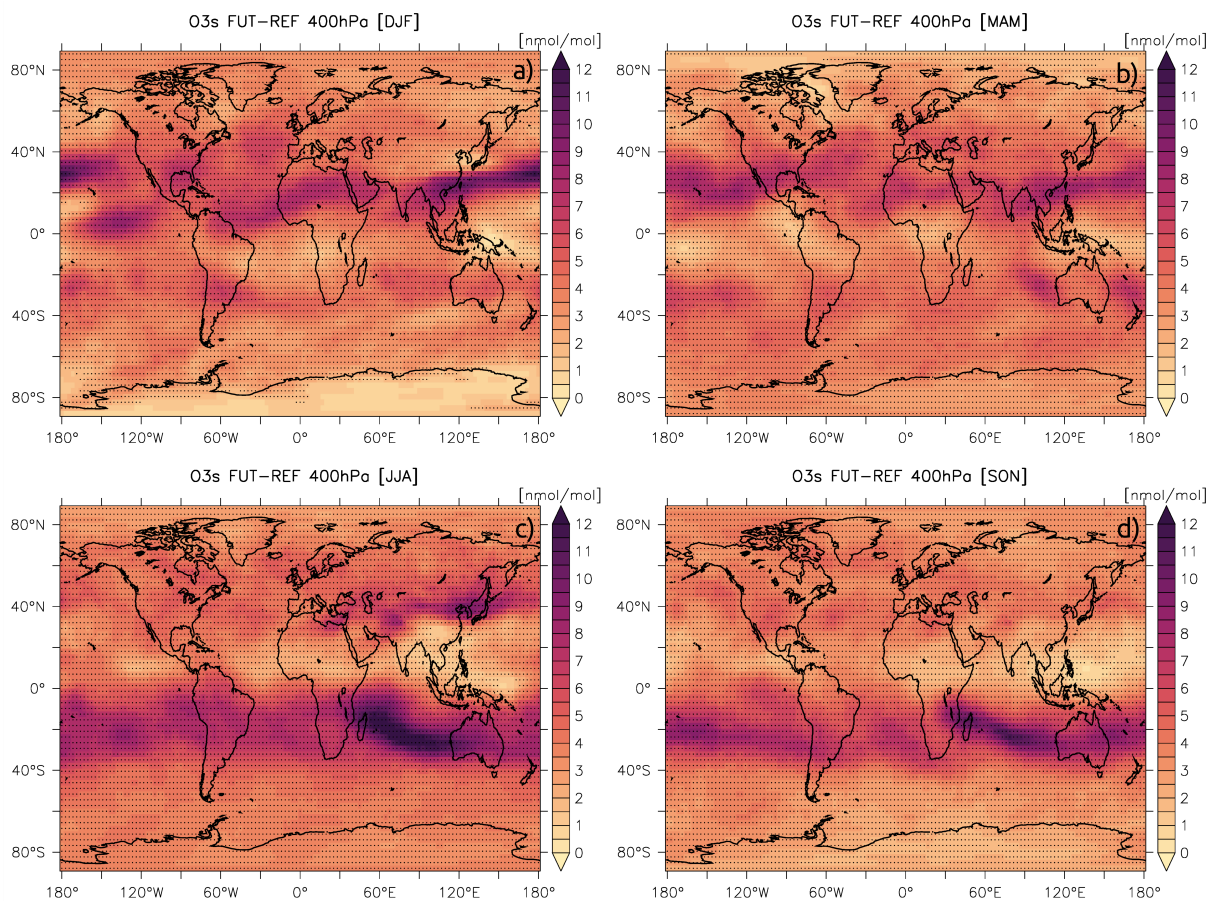 O3s FUT-REF 400hPa [DJF]
[nmol/mol]
a)
80°N
40°N
0°
40°S
80°S
180° 120°W 60°W 0° 60°E 120°E 180°
12
11
10
9
8
7
6
5
4
3
2
1
0
O3s FUT-REF 400hPa [MAM]
[nmol/mol]
b)
80°N
40°N
0°
40°S
80°S
180° 120°W 60°W 0° 60°E 120°E 180°
12
11
10
9
8
7
6
5
4
3
2
1
0
O3s FUT-REF 400hPa [JJA]
[nmol/mol]
c)
80°N
40°N
0°
40°S
80°S
180° 120°W 60°W 0° 60°E 120°E 180°
12
11
10
9
8
7
6
5
4
3
2
1
0
O3s FUT-REF 400hPa [SON]
[nmol/mol]
d)
80°N
40°N
0°
40°S
80°S
180° 120°W 60°W 0° 60°E 120°E 180°
12
11
10
9
8
7
6
5
4
3
2
1
0